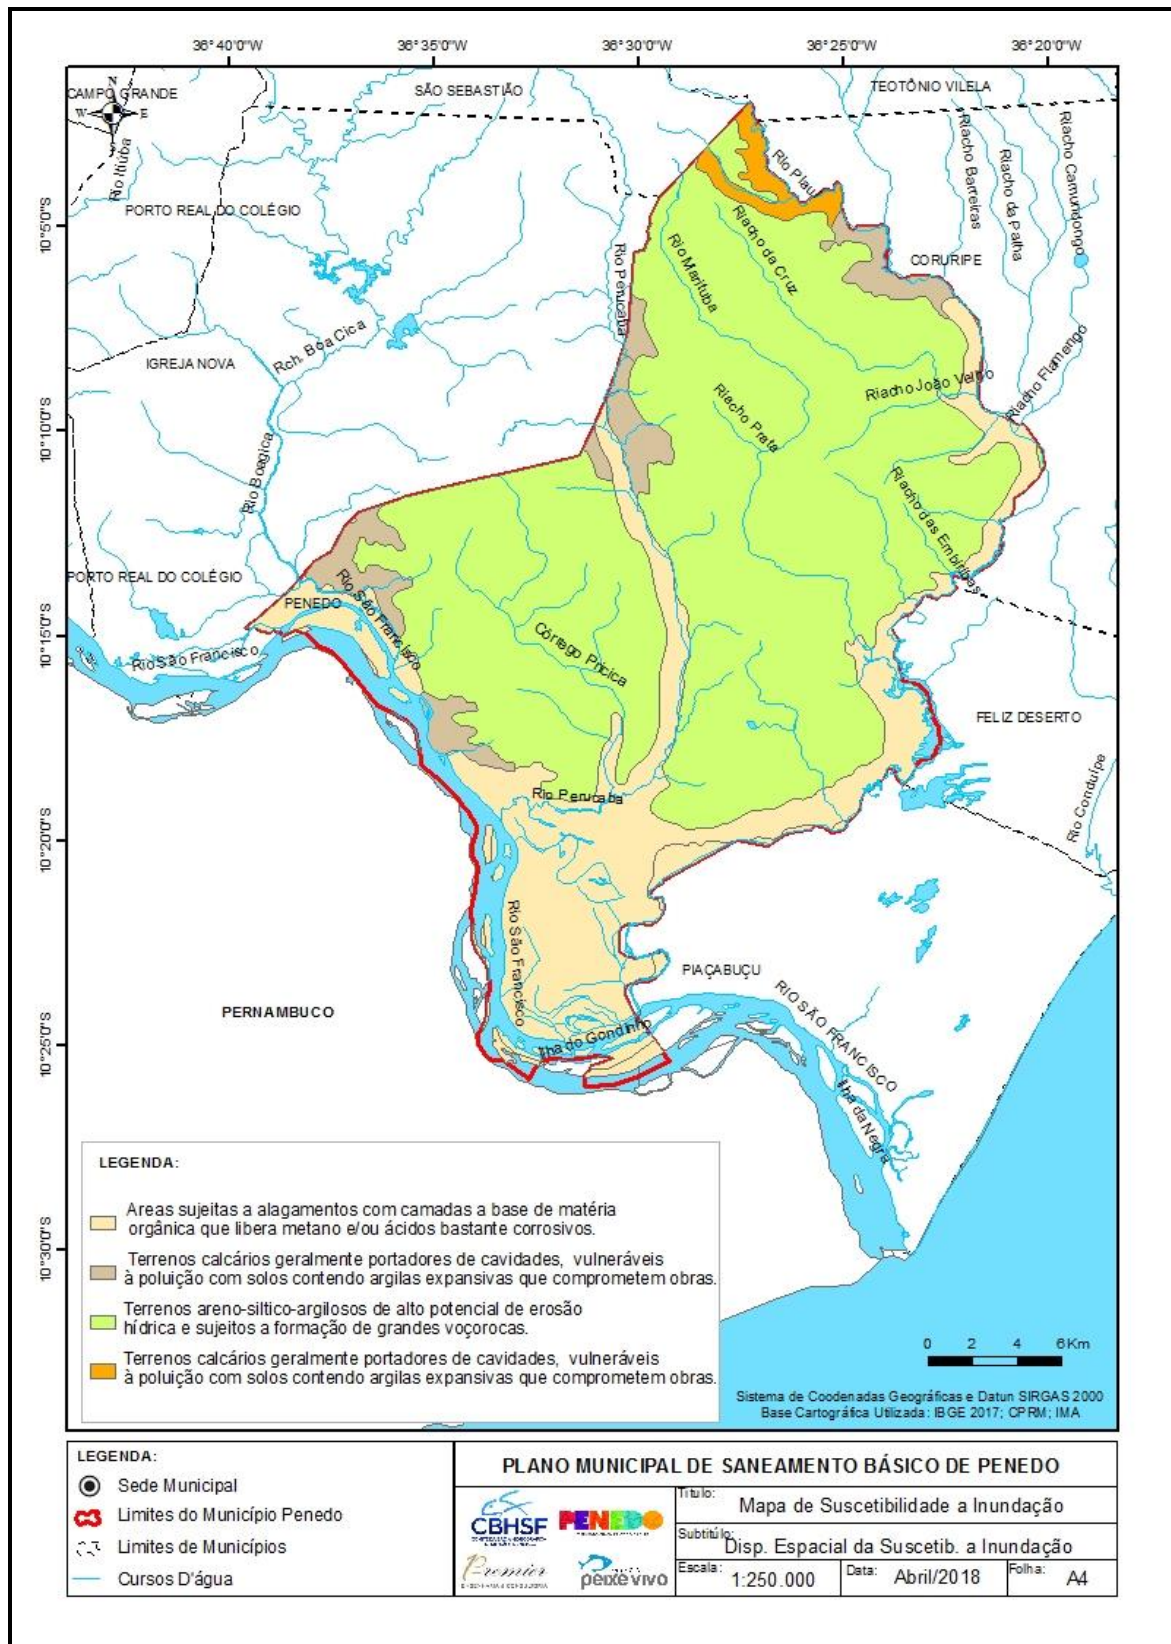 36°40'0"W
36°35'0"W
36°30'0"W
36°25'0"W
36°20'0"W
N
W
E
S
CAMPO GRANDE
SÃO SEBASTIÃO
TEOTÔNIO VILELA
Rio Itiúba
Rio Piauí
Riacho Barreiras
Riacho da Palha
Riacho Camundongo
10°5'0"S
PORTO REAL DO COLÉGIO
Rio Perucaba
Rio Marituba
Riacho da Cruz
CORURIPE
Rch. Boa Cica
IGREJA NOVA
Riacho João Velho
Riacho Flamengo
10°10'0"S
Riacho Prata
Rio Boagica
Riacho das Embiribas
PORTO REAL DO COLÉGIO
PENEDO
Rio São Francisco
10°15'0"S
Rio São Francisco
Córrego Pricica
FELIZ DESERTO
Rio Conduípe
Rio Perucaba
10°20'0"S
Rio São Francisco
PIAÇABUÇU
RIO SÃO FRANCISCO
PERNAMBUCO
Ilha do Gondinho
10°25'0"S
Ilha da Negra
10°30'0"S
LEGENDA:
Areas sujeitas a alagamentos com camadas a base de matéria
orgânica que libera metano e/ou ácidos bastante corrosivos.
Terrenos calcários geralmente portadores de cavidades, vulneráveis
à poluição com solos contendo argilas expansivas que comprometem obras.
Terrenos areno-siltico-argilosos de alto potencial de erosão
hídrica e sujeitos a formação de grandes voçorocas.
Terrenos calcários geralmente portadores de cavidades, vulneráveis
à poluição com solos contendo argilas expansivas que comprometem obras.
0 2 4 6 Km
Sistema de Coodenadas Geográficas e Datun SIRGAS 2000
Base Cartográfica Utilizada: IBGE 2017; CPRM; IMA
LEGENDA:
Sede Municipal
Limites do Município Penedo
Limites de Municípios
Cursos D'água
PLANO MUNICIPAL DE SANEAMENTO BÁSICO DE PENEDO
CBHSF
PENEDO
Premier
peixe vivo
Titulo:
Mapa de Suscetibilidade a Inundação
Subtitúlo:
Disp. Espacial da Suscetib. a Inundação
Escala:
1:250.000
Data:
Abril/2018
Folha:
A4